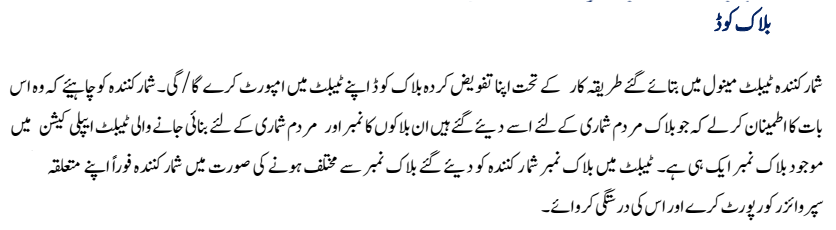 بلاک کوڈ
شمار کنندہ ٹیبلٹ مینول میں بتائے گئے طریقہ کار کے تحت اپنا تفویض کردہ بلاک کوڈ اپنے ٹیبلٹ میں امپورٹ کرے گا/گی۔ شمار کنندہ کو چاہیئے کہ وہ اس
بات کا اطمینان کر لے کہ جو بلاک مردم شماری کے لئے اسے دیئے گئے ہیں ان بلاکوں کا نمبر اور مردم شماری کے لئے بنائی جانے والی ٹیبلٹ ایپلی کیشن میں
موجود بلاک نمبر ایک ہی ہے۔ ٹیبلٹ میں بلاک نمبر شمار کنندہ کو دیئے گئے بلاک نمبر سے مختلف ہونے کی صورت میں شمار کنندہ فوراً اپنے متعلقہ
سپروائزر کو رپورٹ کرے اور اس کی درستگی کروائے۔